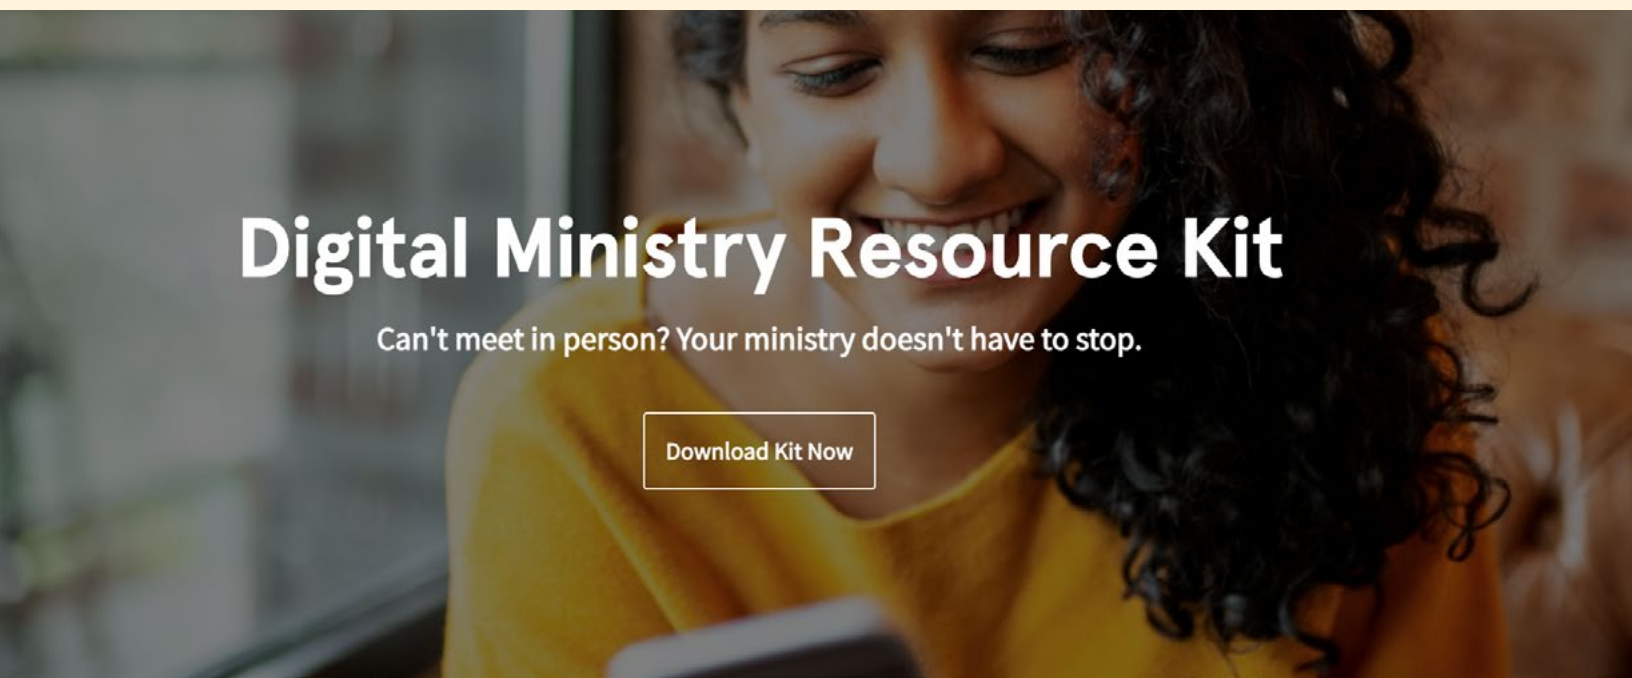 Digital Ministry Resource Kit
Can't meet in person? Your ministry doesn't have to stop.
Download Kit Now